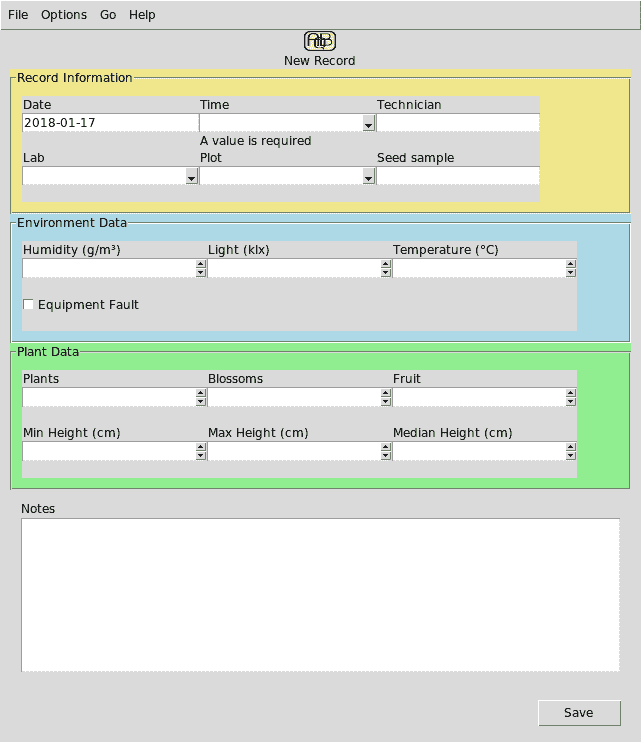 File Options Go Help
New Record
Record Information
Date Time Technician
2018-01-17
A value is required
Lab Plot Seed sample
Environment Data
Humidity (g/m³) Light (klx) Temperature (°C)
Equipment Fault
Plant Data
Plants Blossoms Fruit
Min Height (cm) Max Height (cm) Median Height (cm)
Notes
Save